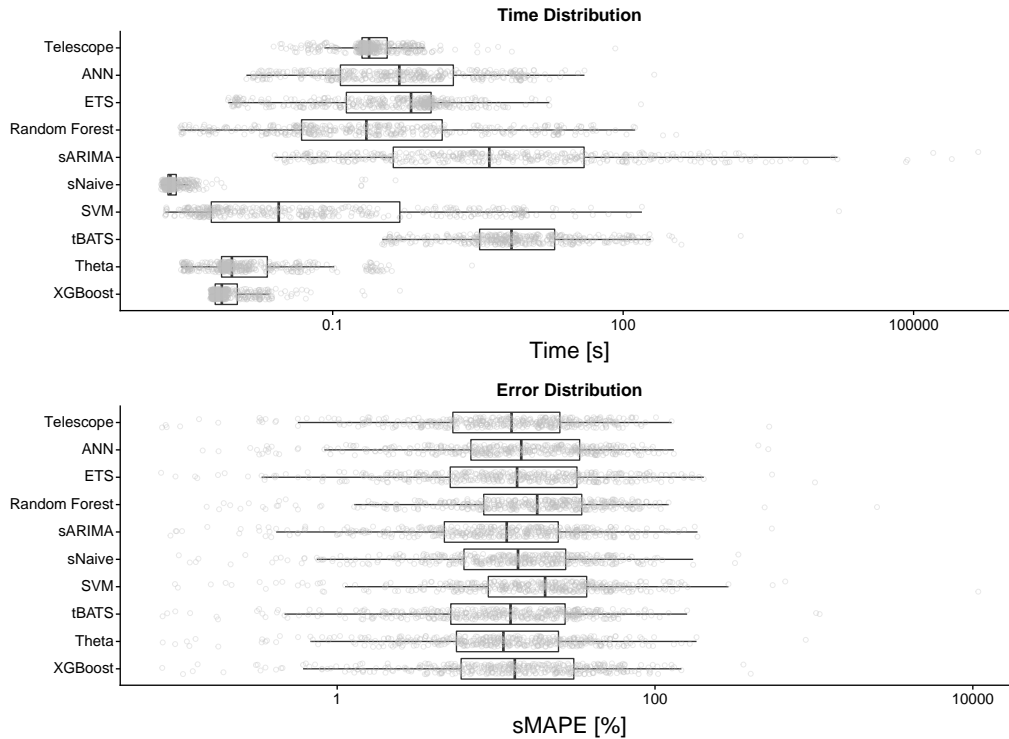 Time Distribution
Telescope
ANN
ETS
Random Forest
sARIMA
sNaive
SVM
tBATS
Theta
XGBoost
0.1 100 100000
Time [s]
Error Distribution
Telescope
ANN
ETS
Random Forest
sARIMA
sNaive
SVM
tBATS
Theta
XGBoost
1 100 10000
sMAPE [%]